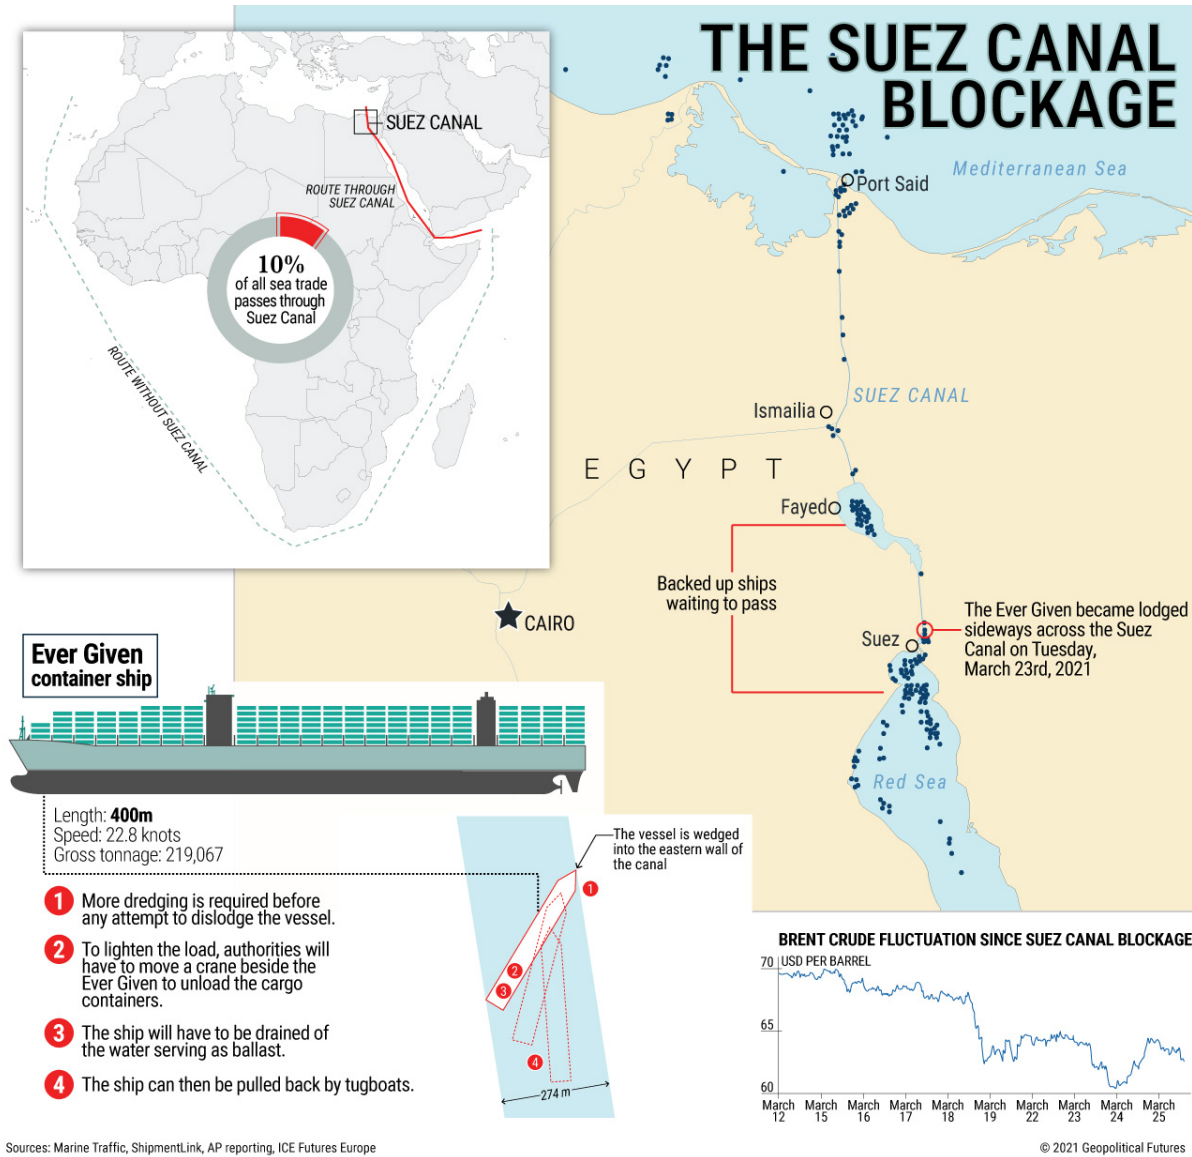 THE SUEZ CANAL
BLOCKAGE
SUEZ CANAL
ROUTE THROUGH
SUEZ CANAL
10%
of all sea trade
passes through
Suez Canal
ROUTE WITHOUT SUEZ CANAL
Mediterranean Sea
Port Said
SUEZ CANAL
Ismailia
EGYPT
Fayed
Backed up ships
waiting to pass
CAIRO
Suez
The Ever Given became lodged
sideways across the Suez
Canal on Tuesday,
March 23rd, 2021
Red Sea
Ever Given
container ship
Length: 400m
Speed: 22.8 knots
Gross tonnage: 219,067
1 More dredging is required before
any attempt to dislodge the vessel.
2 To lighten the load, authorities will
have to move a crane beside the
Ever Given to unload the cargo
containers.
3 The ship will have to be drained of
the water serving as ballast.
4 The ship can then be pulled back by tugboats.
The vessel is wedged
into the eastern wall of
the canal
1
2
3
4
274 m
BRENT CRUDE FLUCTUATION SINCE SUEZ CANAL BLOCKAGE
70 USD PER BARREL
65
60
March March March March March March March March March March
12 15 16 17 18 19 22 23 24 25
Sources: Marine Traffic, ShipmentLink, AP reporting, ICE Futures Europe
© 2021 Geopolitical Futures